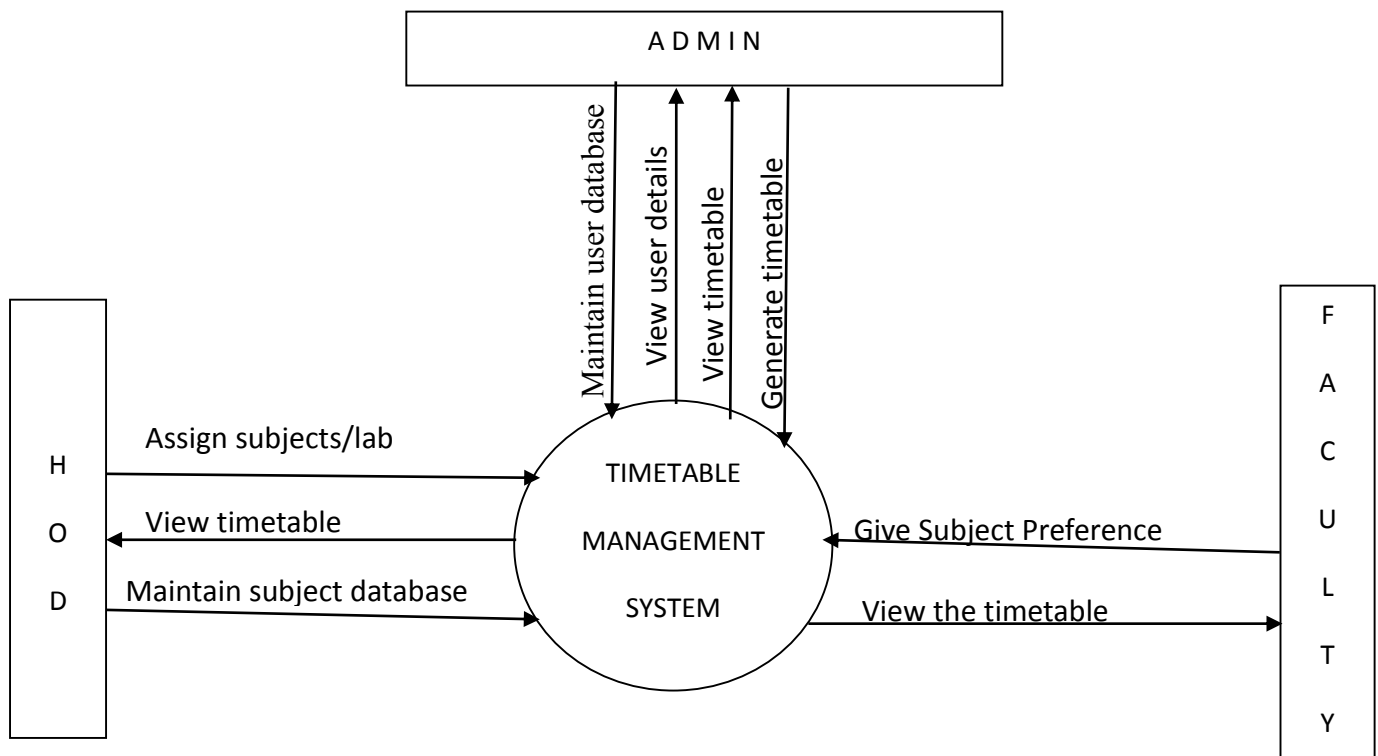 A D M I N
Maintain user database
View user details
View timetable
Generate timetable
H
O
D
Assign subjects/lab
View timetable
Maintain subject database
TIMETABLE
MANAGEMENT
SYSTEM
Give Subject Preference
View the timetable
F
A
C
U
L
T
Y